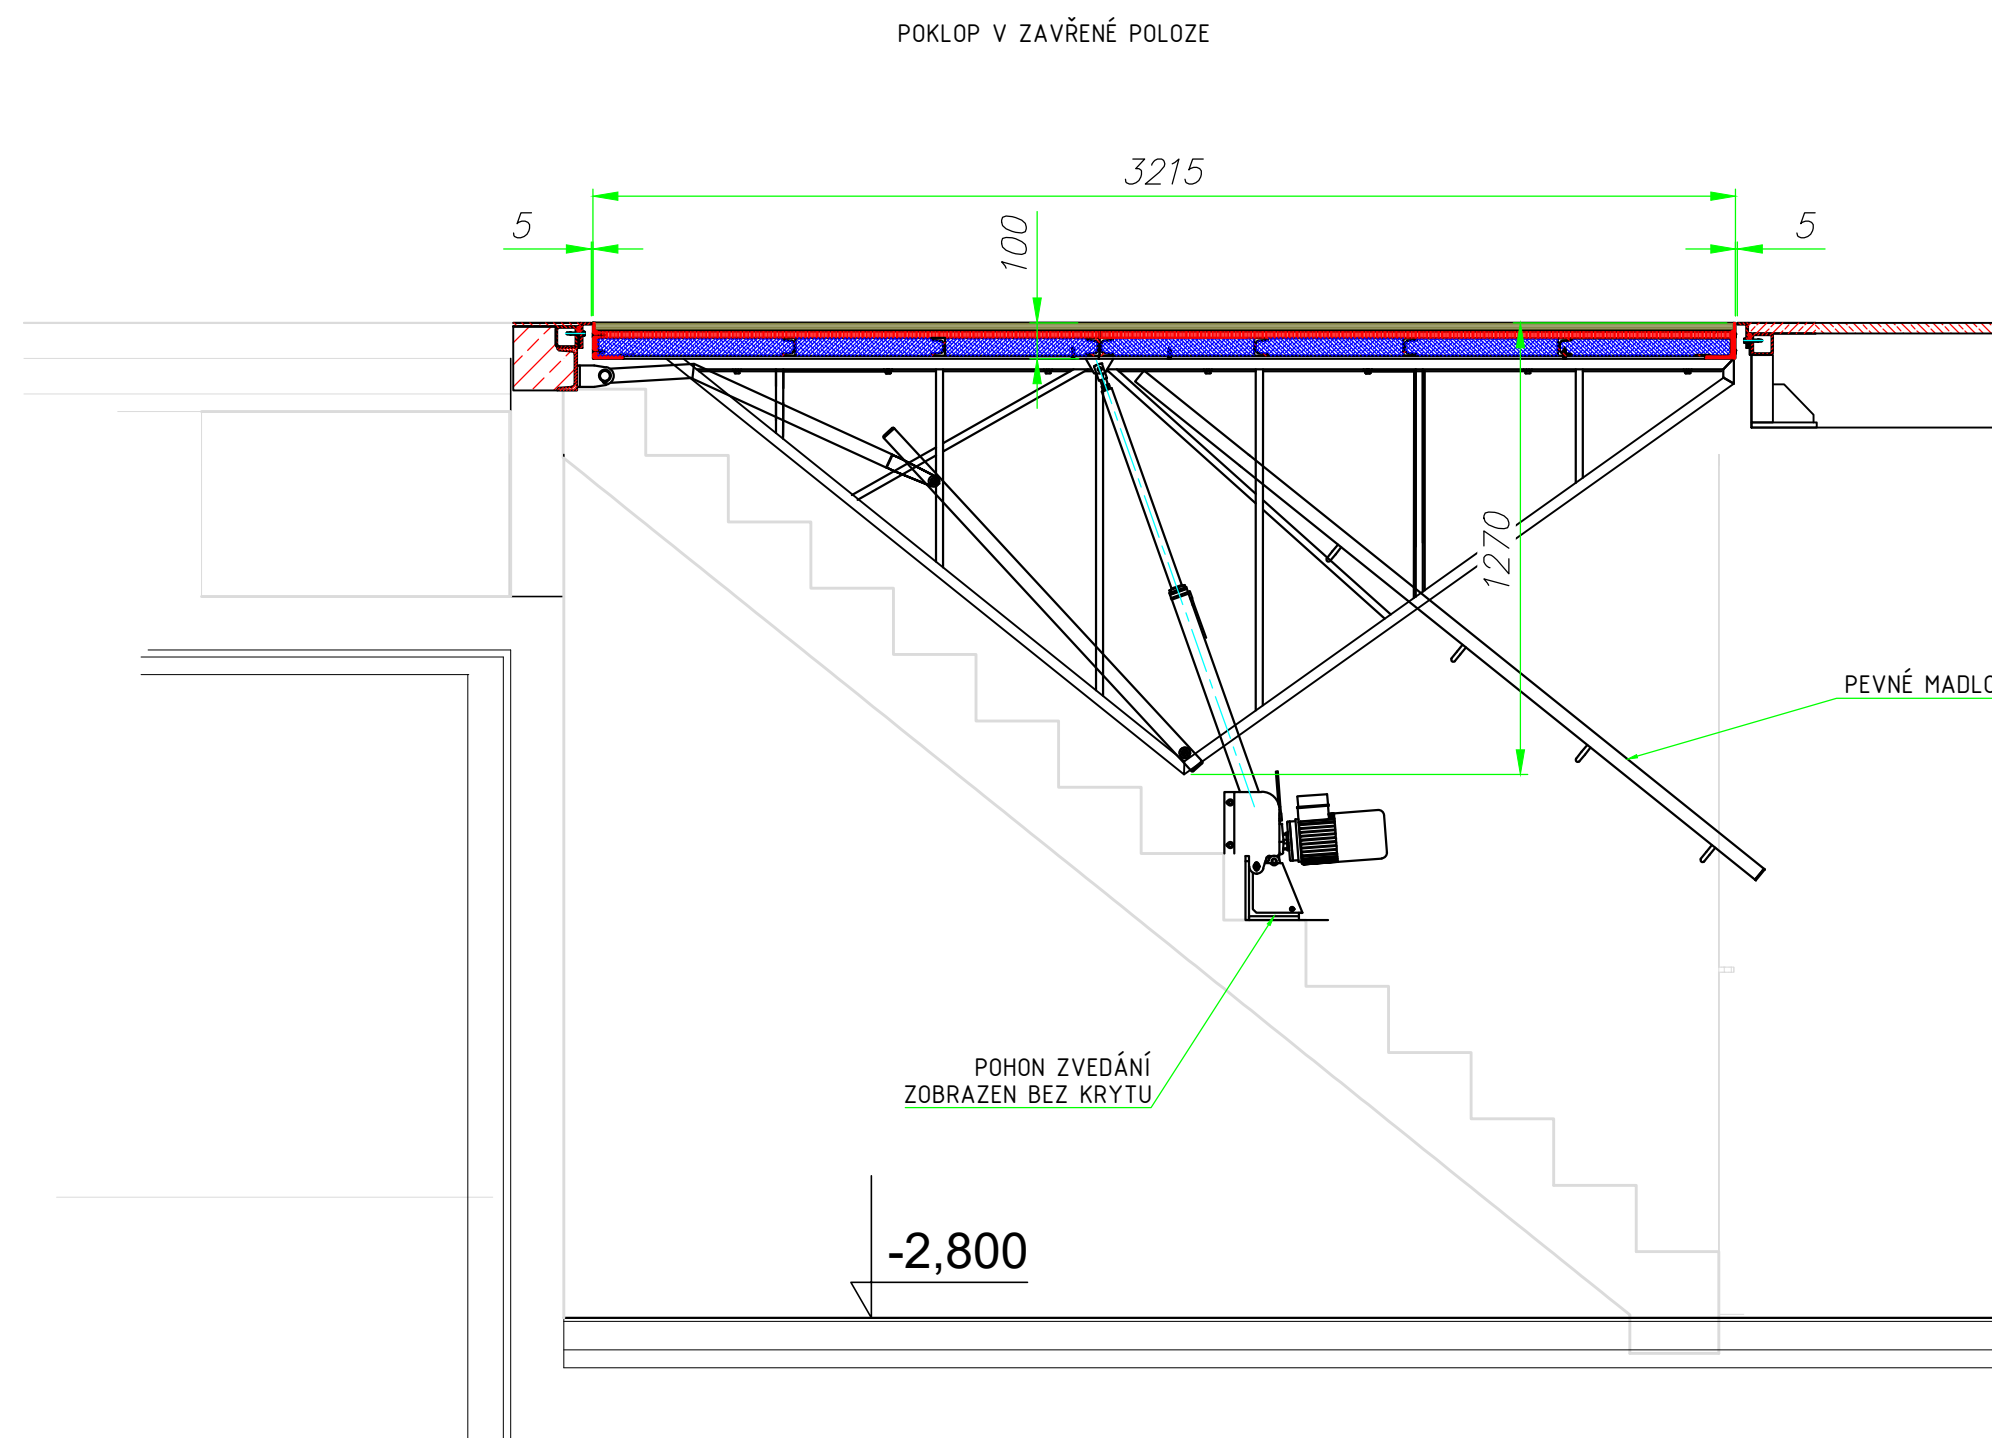 POKLOP V ZAVŘENÉ POLOZE
3215
5
100
5
1270
PEVNÉ MADLO
POHON ZVEDÁNÍ
ZOBRAZEN BEZ KRYTU
-2,800